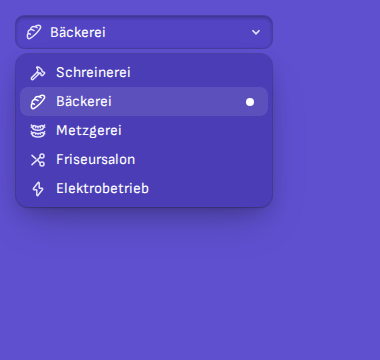 Bäckerei
Schreinerei
Bäckerei
Metzgerei
Friseursalon
Elektrobetrieb